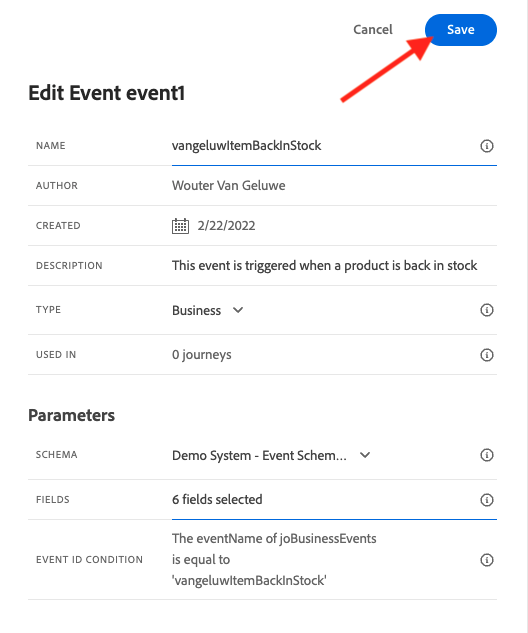 Cancel
Save
Edit Event event1
NAME
vangeluwItemBackInStock
AUTHOR
Wouter Van Geluwe
CREATED
2/22/2022
DESCRIPTION
This event is triggered when a product is back in stock
TYPE
Business
USED IN
0 journeys
Parameters
SCHEMA
Demo System - Event Schem...
FIELDS
6 fields selected
EVENT ID CONDITION
The eventName of joBusinessEvents
is equal to
'vangeluwItemBackInStock'